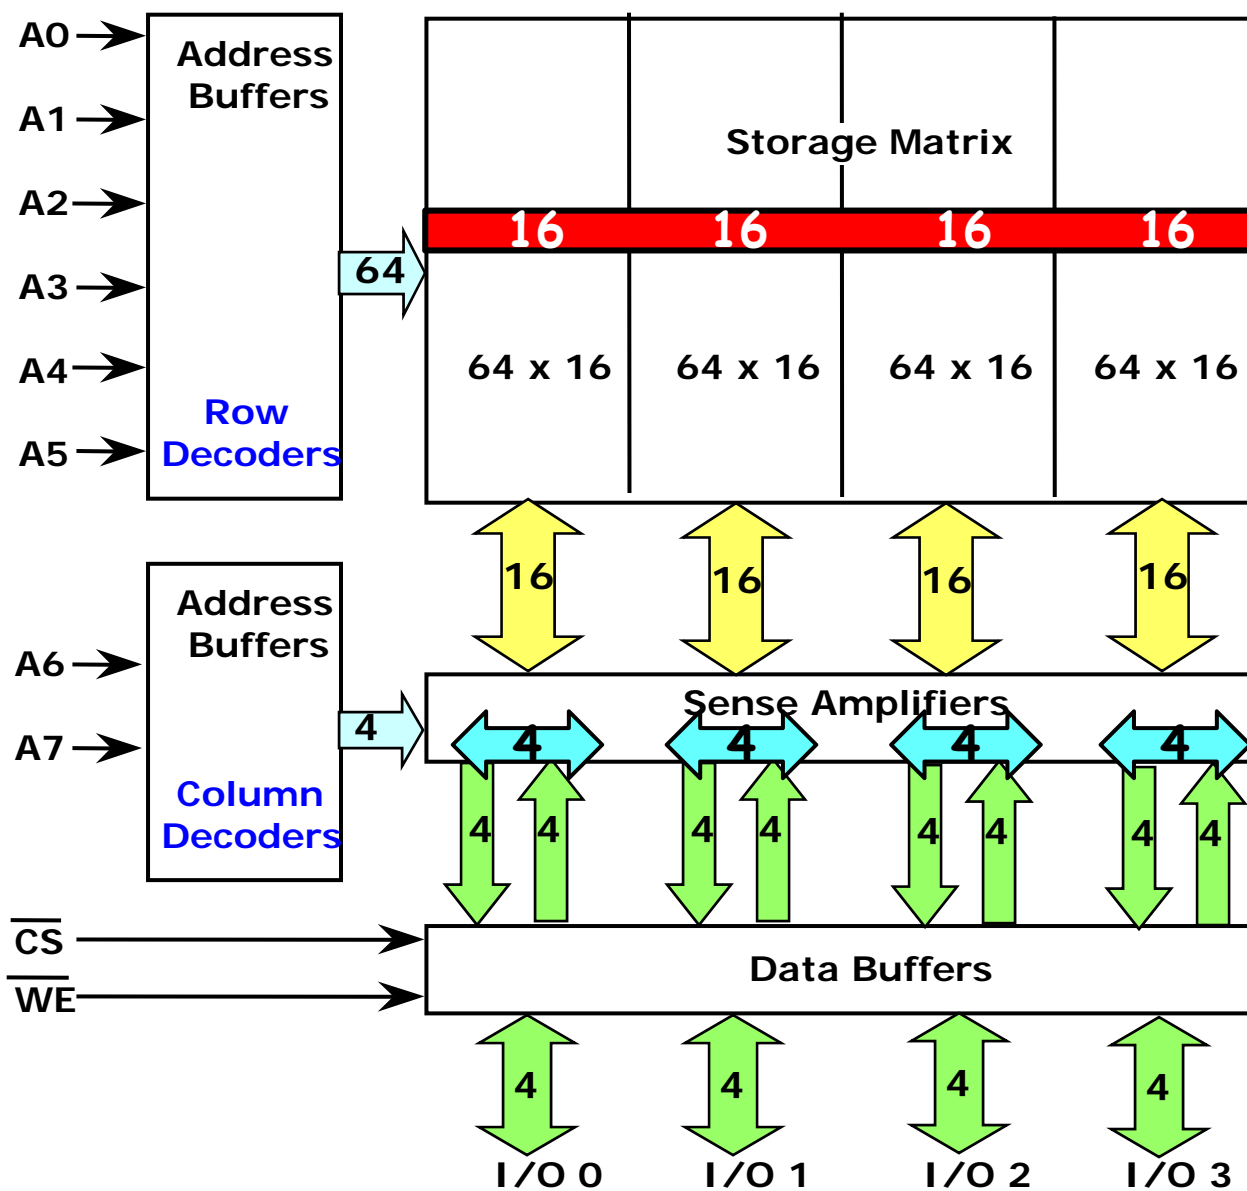 A0
A1
A2
A3
A4
A5
Address
Buffers
Row
Decoders
64
Storage Matrix
16 16 16 16
64 x 16 64 x 16 64 x 16 64 x 16
16 16 16 16
A6
A7
Address
Buffers
Column
Decoders
4
Sense Amplifiers
4 4 4 4
4 4 4 4 4 4 4 4
C̅S̅
W̅E̅
Data Buffers
4 4 4 4
I/O 0 I/O 1 I/O 2 I/O 3